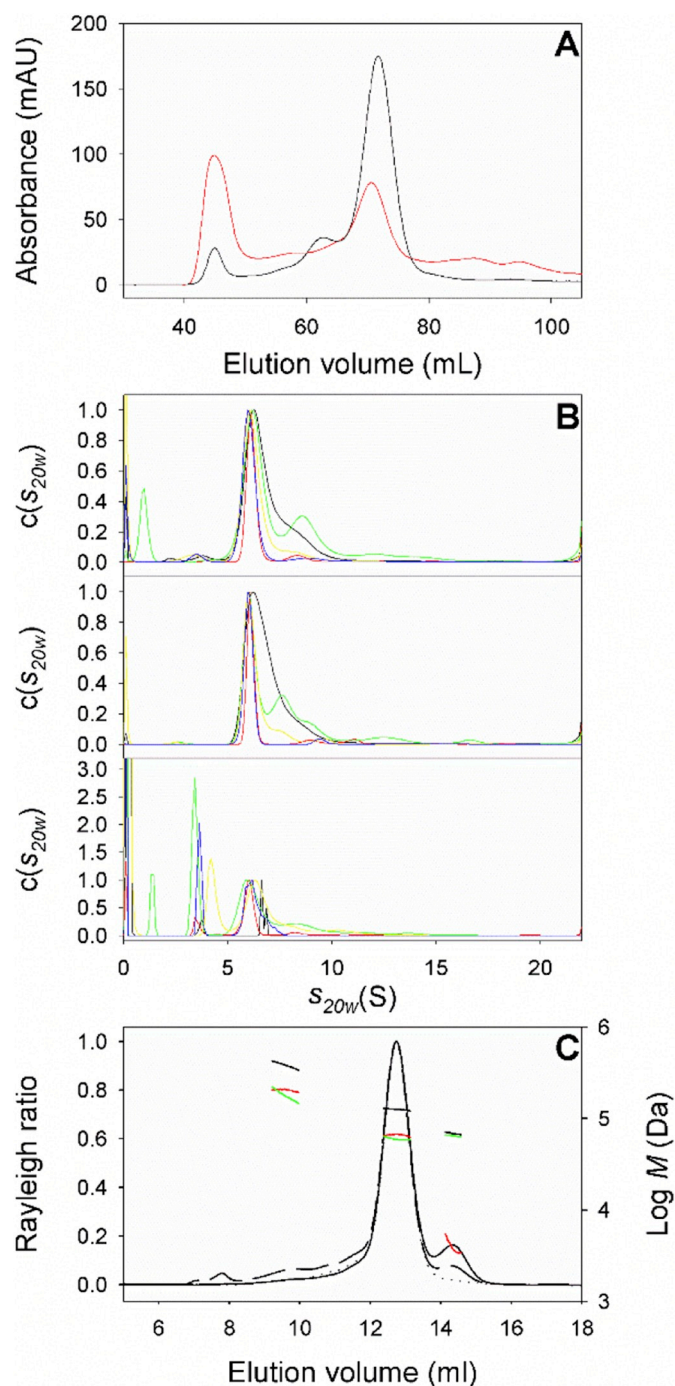 A
Absorbance (mAU)
200
150
100
50
0
40 60 80 100
Elution volume (mL)
B
c(s20w)
1.0
0.8
0.6
0.4
0.2
0.0
c(s20w)
1.0
0.8
0.6
0.4
0.2
0.0
c(s20w)
3.0
2.5
2.0
1.5
1.0
0.5
0.0
0 5 10 15 20
s20w(S)
C
Rayleigh ratio
1.0
0.8
0.6
0.4
0.2
0.0
6
5
4
3
Log M (Da)
6 8 10 12 14 16 18
Elution volume (ml)